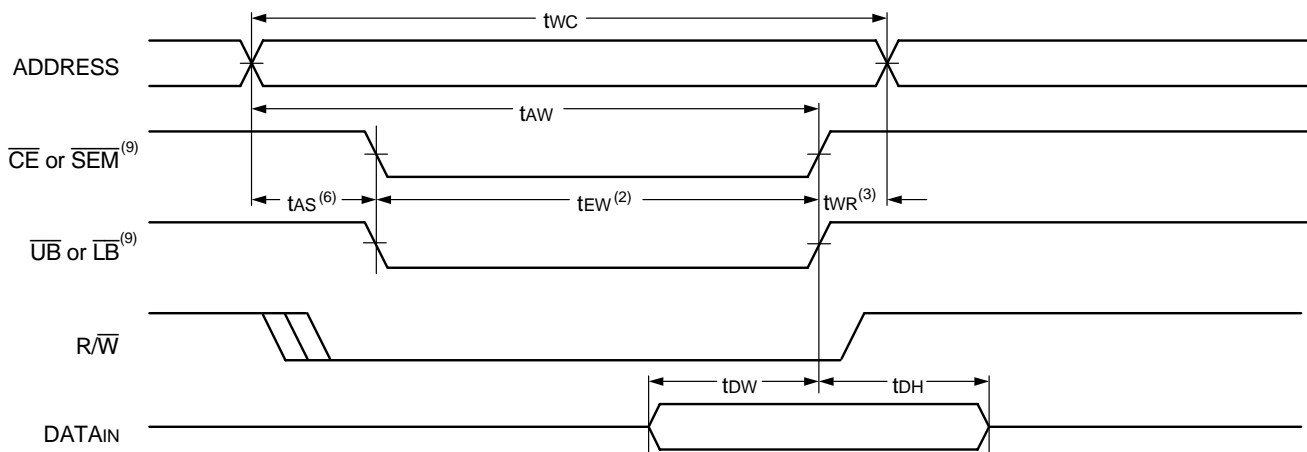 tWC
ADDRESS
tAW
CE or SEM(9)
tAS(6) tEW(2) tWR(3)
UB or LB(9)
R/W
tDW tDH
DATAIN